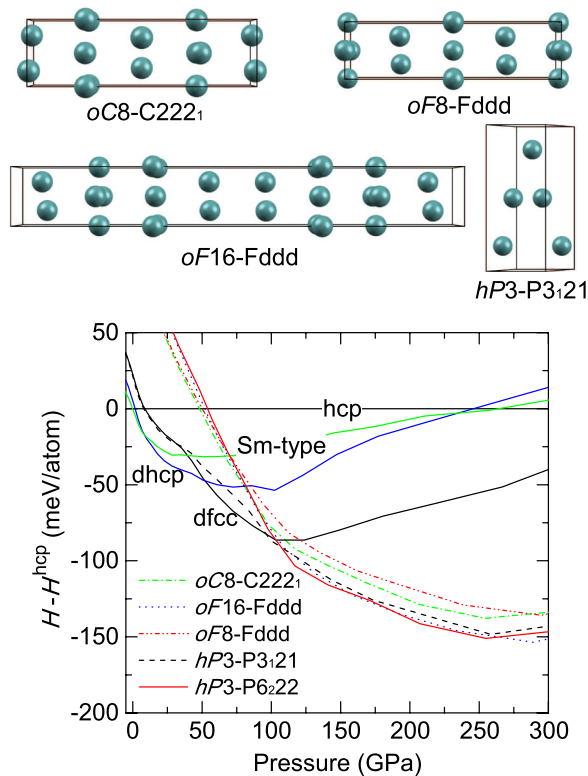 oC8-C222₁
oF8-Fddd
oF16-Fddd
hP3-P3₁21
50
0
-50
-100
-150
-200
H - H^hcp (meV/atom)
hcp
Sm-type
dhcp
dfcc
oC8-C222₁
oF16-Fddd
oF8-Fddd
hP3-P3₁21
hP3-P6₂22
0 50 100 150 200 250 300
Pressure (GPa)